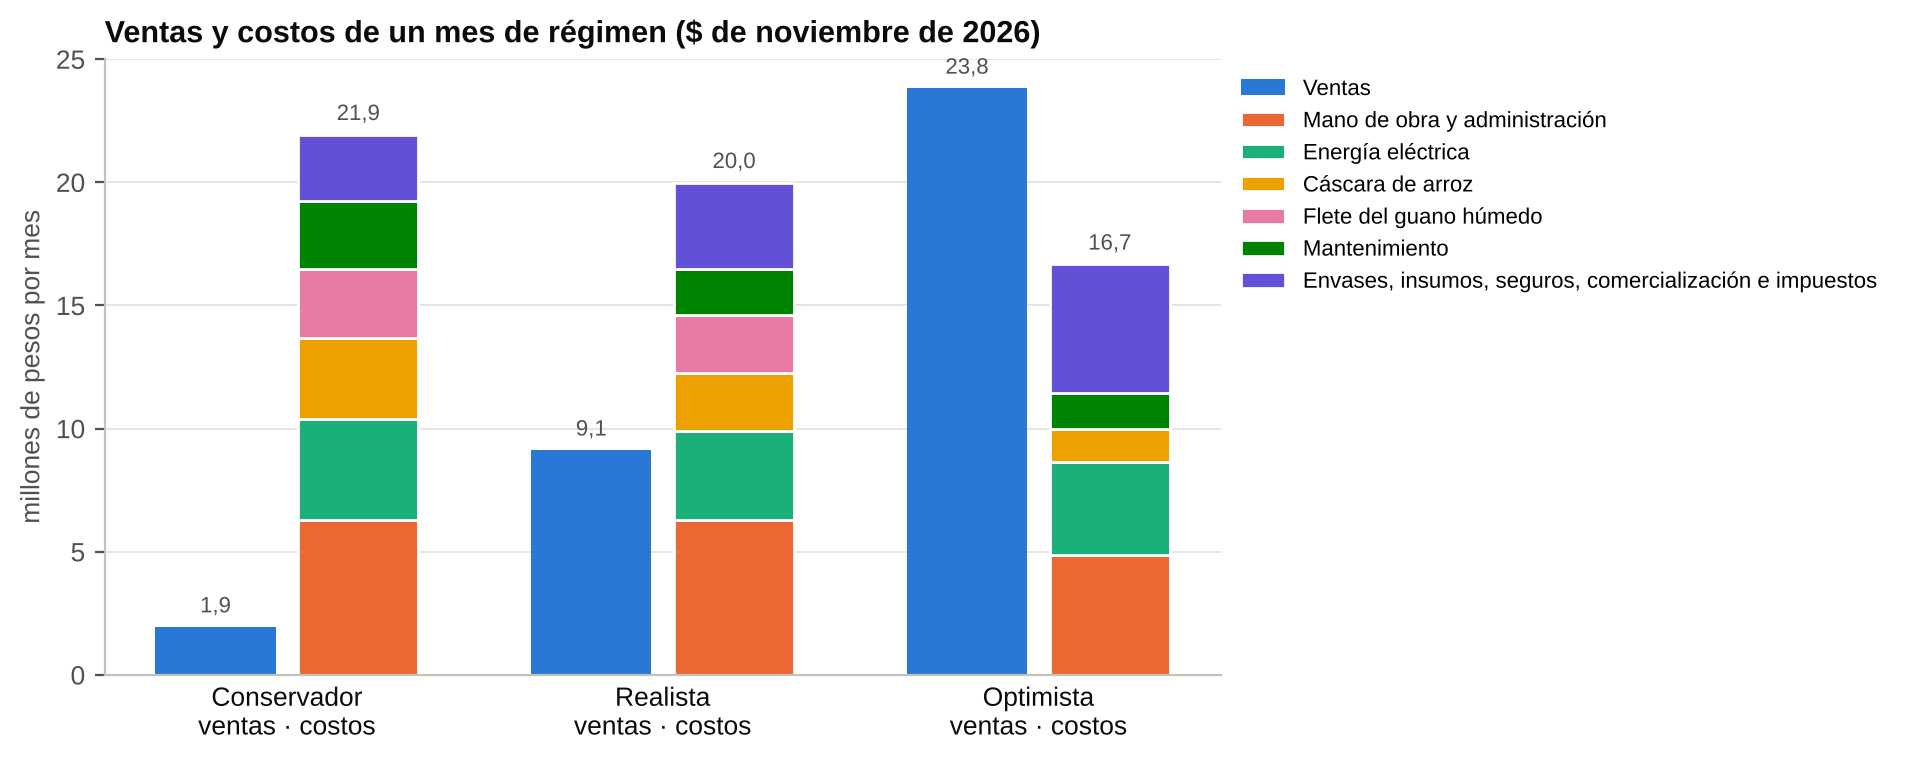 Ventas y costos de un mes de régimen ($ de noviembre de 2026)
millones de pesos por mes
25
20
15
10
5
0
1,9
21,9
9,1
20,0
23,8
16,7
Conservador
ventas · costos
Realista
ventas · costos
Optimista
ventas · costos
Ventas
Mano de obra y administración
Energía eléctrica
Cáscara de arroz
Flete del guano húmedo
Mantenimiento
Envases, insumos, seguros, comercialización e impuestos